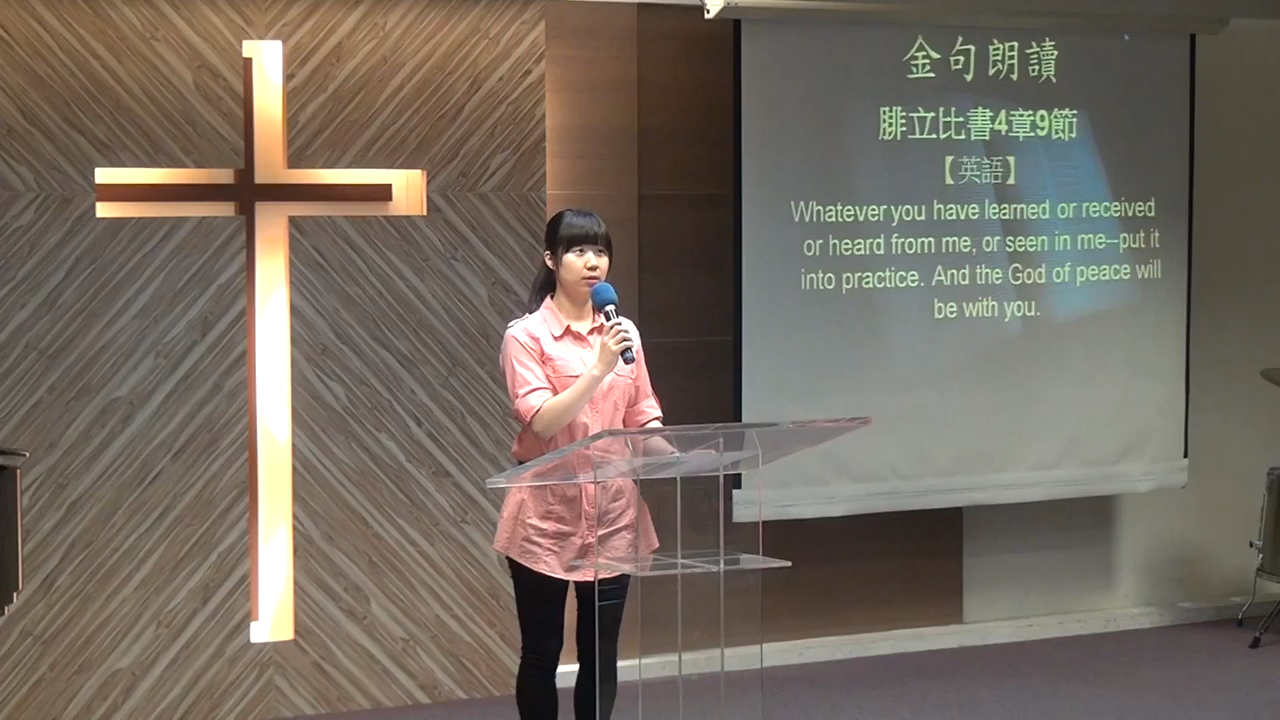 金句朗讀
腓立比書4章9節
【英語】
Whatever you have learned or received
or heard from me, or seen in me--put it
into practice. And the God of peace will
be with you.